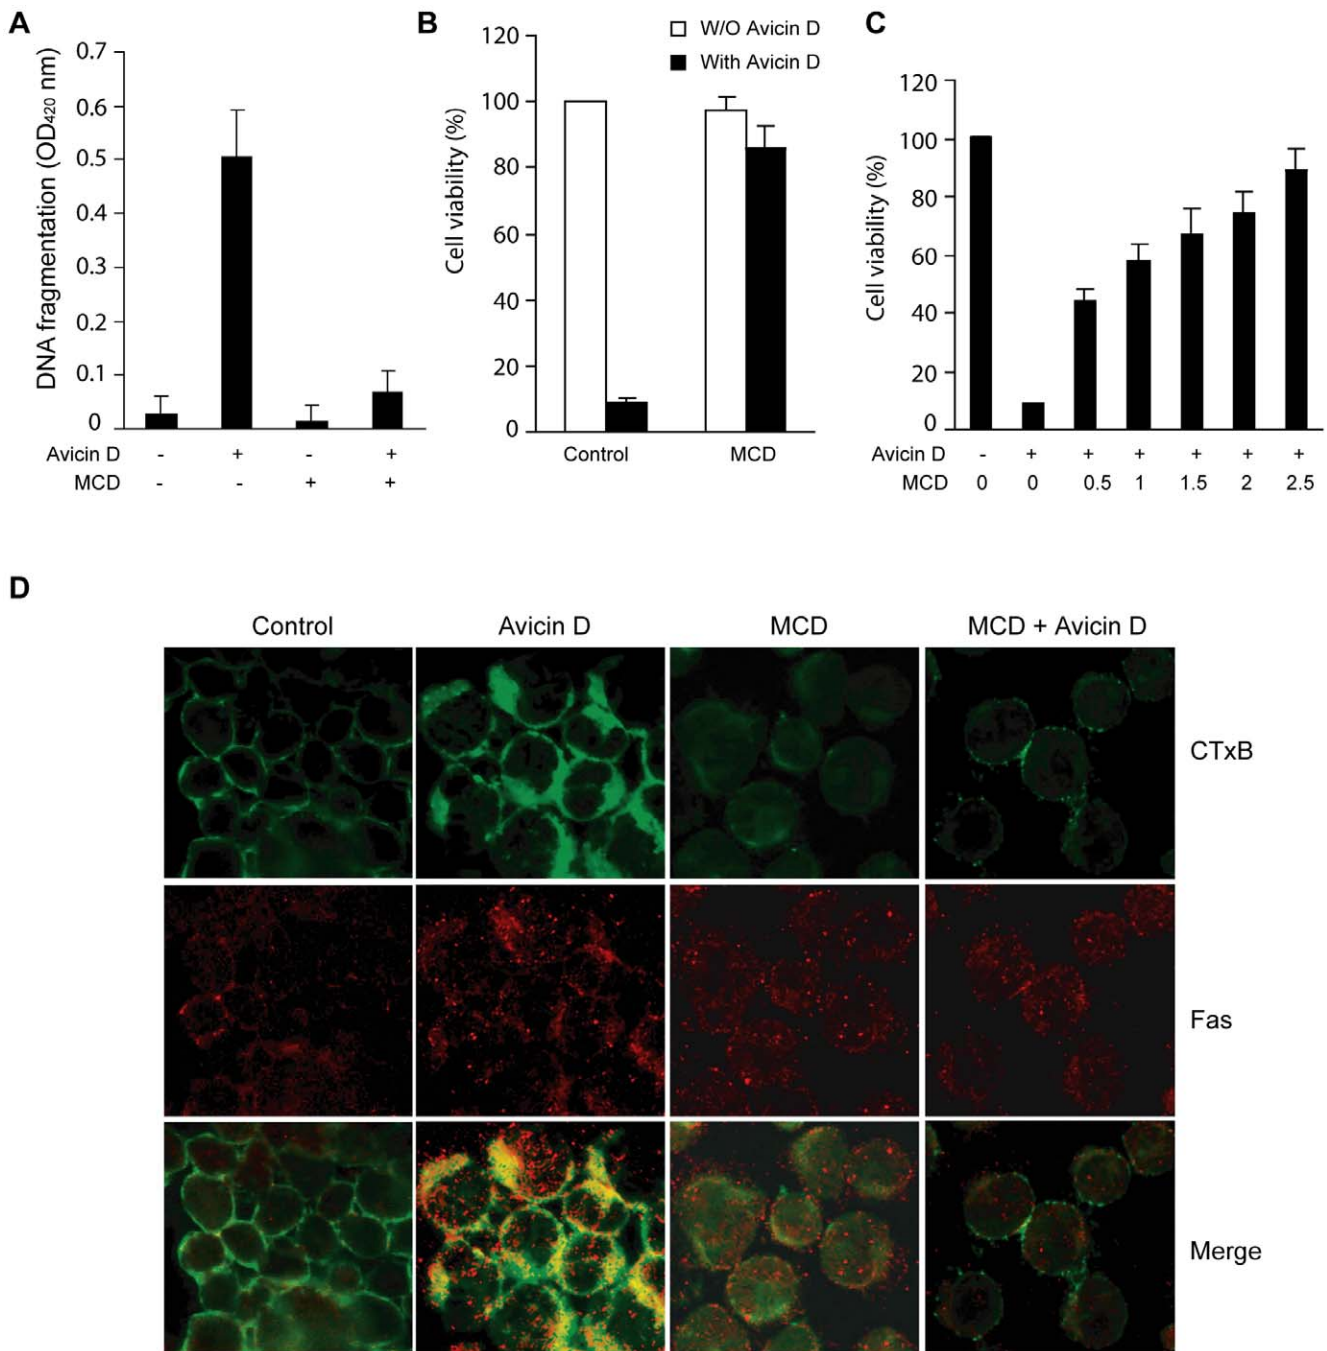 A
DNA fragmentation (OD420 nm)
0.7
0.6
0.5
0.4
0.3
0.2
0.1
0
Avicin D - + - +
MCD - - + +
B
Cell viability (%)
120
100
80
60
40
20
0
W/O Avicin D
With Avicin D
Control MCD
C
Cell viability (%)
120
100
80
60
40
20
0
Avicin D - + + + + + +
MCD 0 0 0.5 1 1.5 2 2.5
D
Control Avicin D MCD MCD + Avicin D
CTxB
Fas
Merge